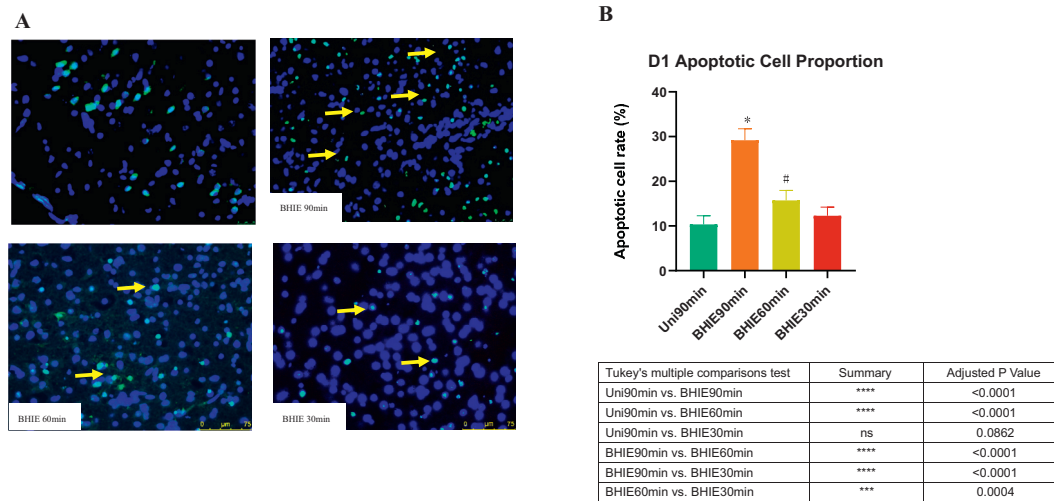 A
BHIE 90min
BHIE 60min
0 µm 75
BHIE 30min
0 µm 75
B
D1 Apoptotic Cell Proportion
Apoptotic cell rate (%)
40
30
20
10
0
*
#
Uni90min
BHIE90min
BHIE60min
BHIE30min
Tukey's multiple comparisons test Summary Adjusted P Value
Uni90min vs. BHIE90min **** <0.0001
Uni90min vs. BHIE60min **** <0.0001
Uni90min vs. BHIE30min ns 0.0862
BHIE90min vs. BHIE60min **** <0.0001
BHIE90min vs. BHIE30min **** <0.0001
BHIE60min vs. BHIE30min *** 0.0004